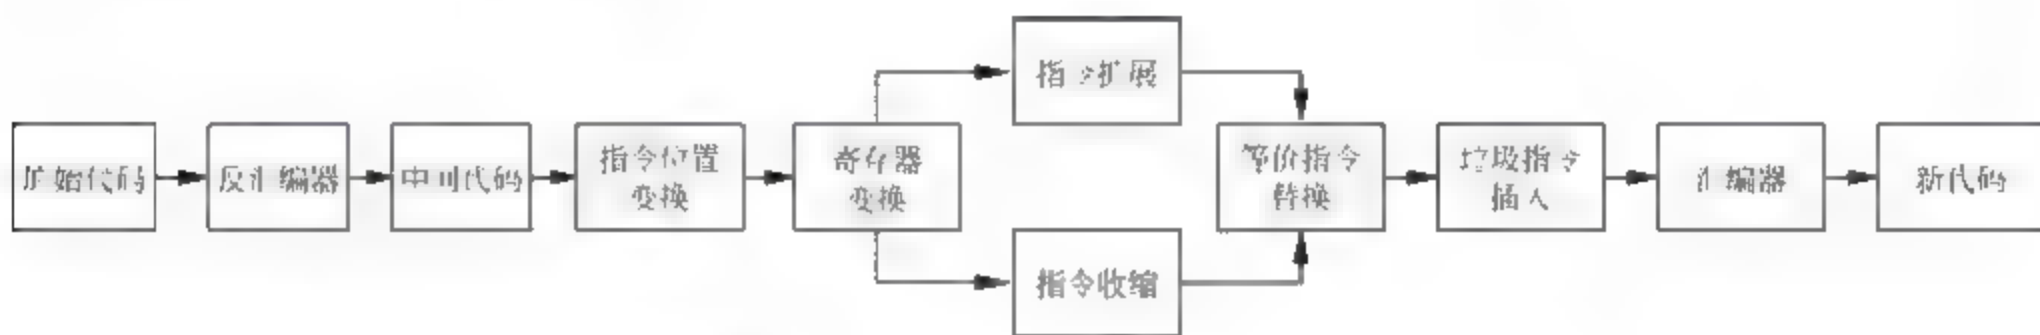 原始代码
反汇编器
中间代码
指令位置
变换
寄存器
变换
指令扩展
指令收缩
等价指令
替换
垃圾指令
插入
汇编器
新代码